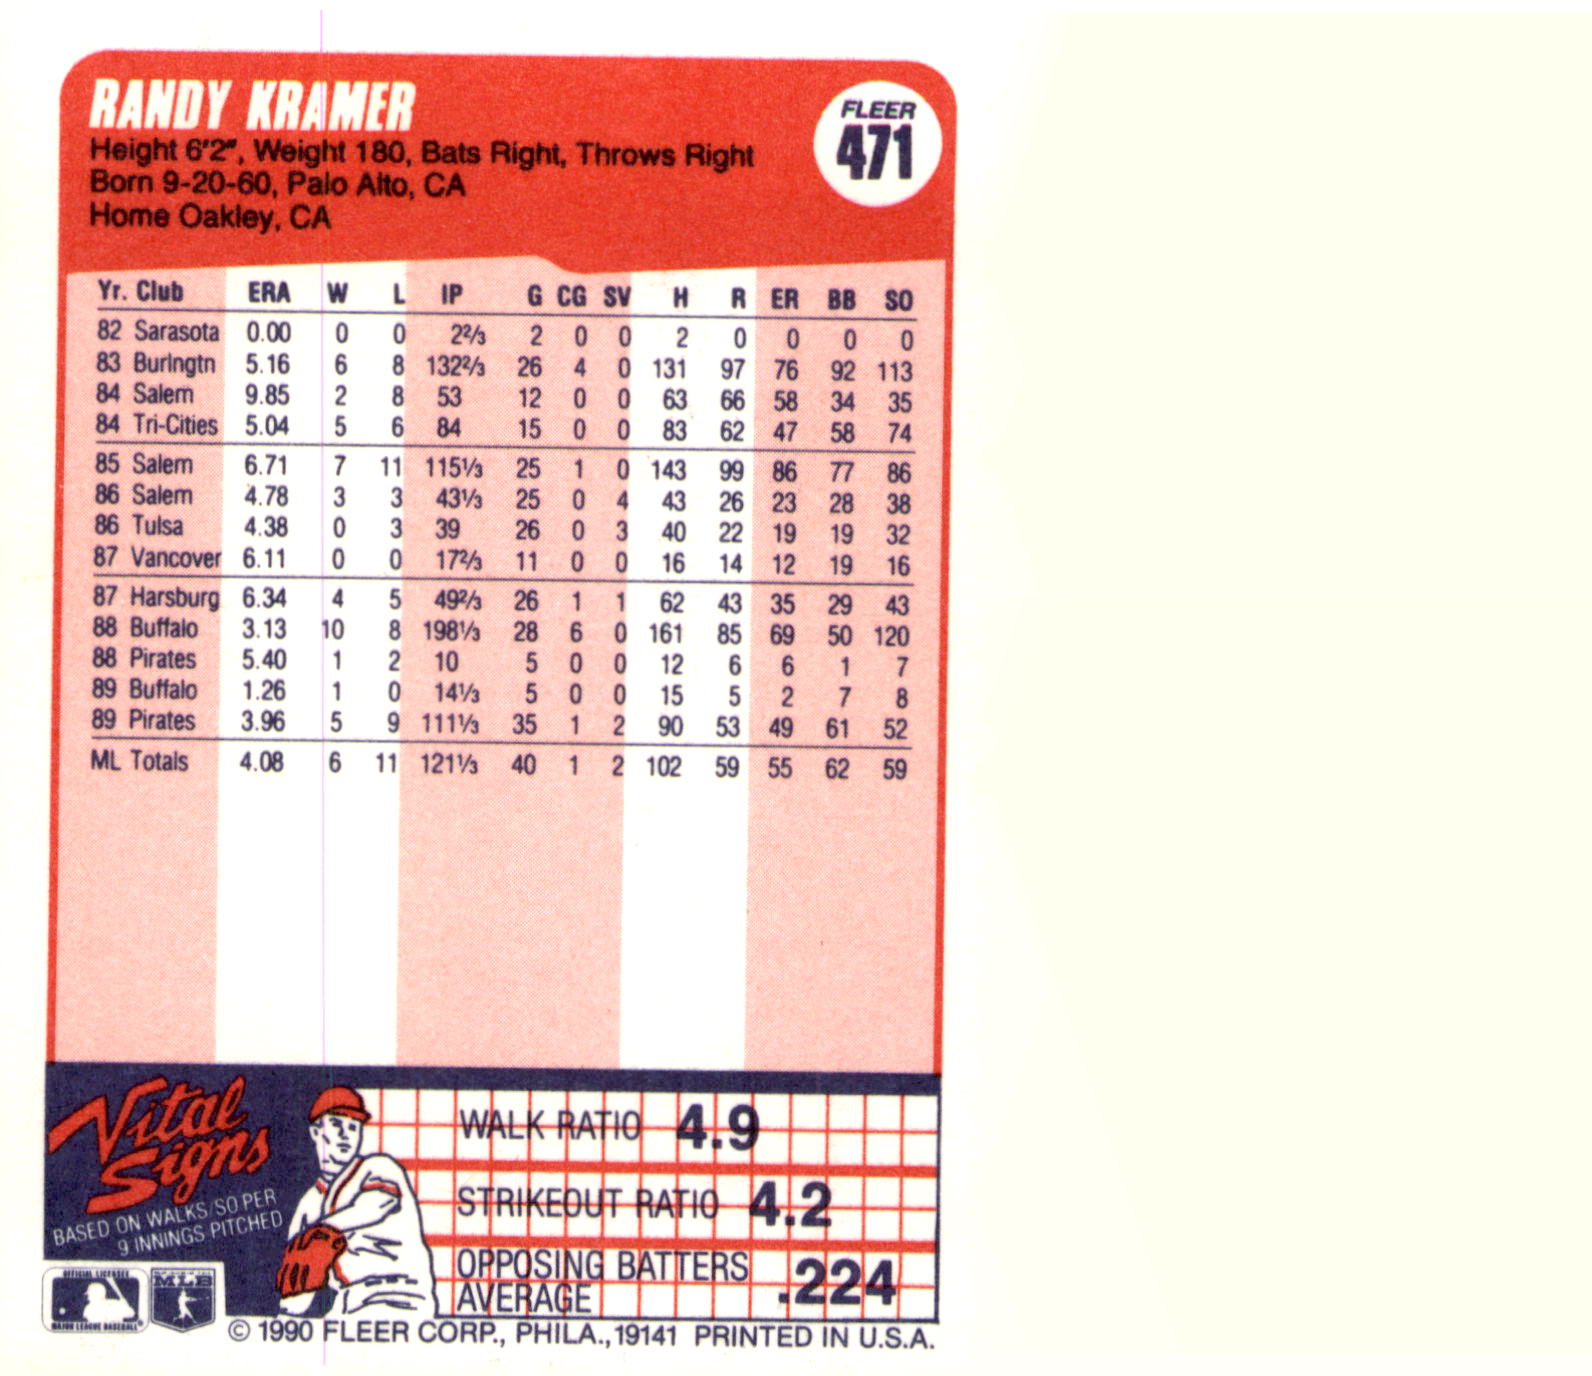 RANDY KRAMER
FLEER
471
Height 6'2", Weight 180, Bats Right, Throws Right
Born 9-20-60, Palo Alto, CA
Home Oakley, CA
Yr. Club ERA W L IP G CG SV H R ER BB SO
82 Sarasota 0.00 0 0 2⅔ 2 0 0 2 0 0 0 0
83 Burlngtn 5.16 6 8 132⅔ 26 4 0 131 97 76 92 113
84 Salem 9.85 2 8 53 12 0 0 63 66 58 34 35
84 Tri-Cities 5.04 5 6 84 15 0 0 83 62 47 58 74
85 Salem 6.71 7 11 115⅓ 25 1 0 143 99 86 77 86
86 Salem 4.78 3 3 43⅓ 25 0 4 43 26 23 28 38
86 Tulsa 4.38 0 3 39 26 0 3 40 22 19 19 32
87 Vancover 6.11 0 0 17⅔ 11 0 0 16 14 12 19 16
87 Harsburg 6.34 4 5 49⅔ 26 1 1 62 43 35 29 43
88 Buffalo 3.13 10 8 198⅓ 28 6 0 161 85 69 50 120
88 Pirates 5.40 1 2 10 5 0 0 12 6 6 1 7
89 Buffalo 1.26 1 0 14⅓ 5 0 0 15 5 2 7 8
89 Pirates 3.96 5 9 111⅓ 35 1 2 90 53 49 61 52
ML Totals 4.08 6 11 121⅓ 40 1 2 102 59 55 62 59
Vital
Signs
BASED ON WALKS/SO PER
9 INNINGS PITCHED
WALK RATIO 4.9
STRIKEOUT RATIO 4.2
OPPOSING BATTERS
AVERAGE .224
OFFICIAL LICENSEE
MAJOR LEAGUE BASEBALL
MLB
© 1990 FLEER CORP., PHILA., 19141 PRINTED IN U.S.A.